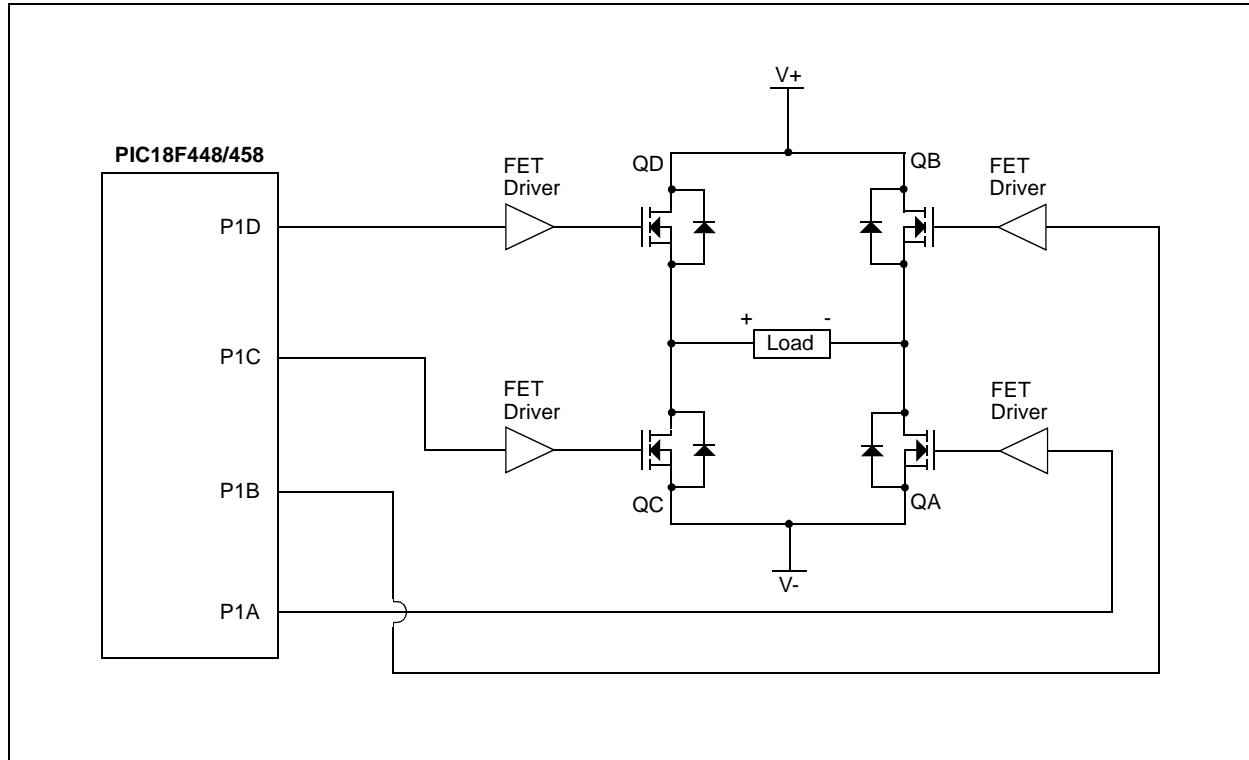 V+
PIC18F448/458
FET
Driver
QD
QB
FET
Driver
P1D
+
-
Load
P1C
FET
Driver
FET
Driver
P1B
QC
QA
V-
P1A